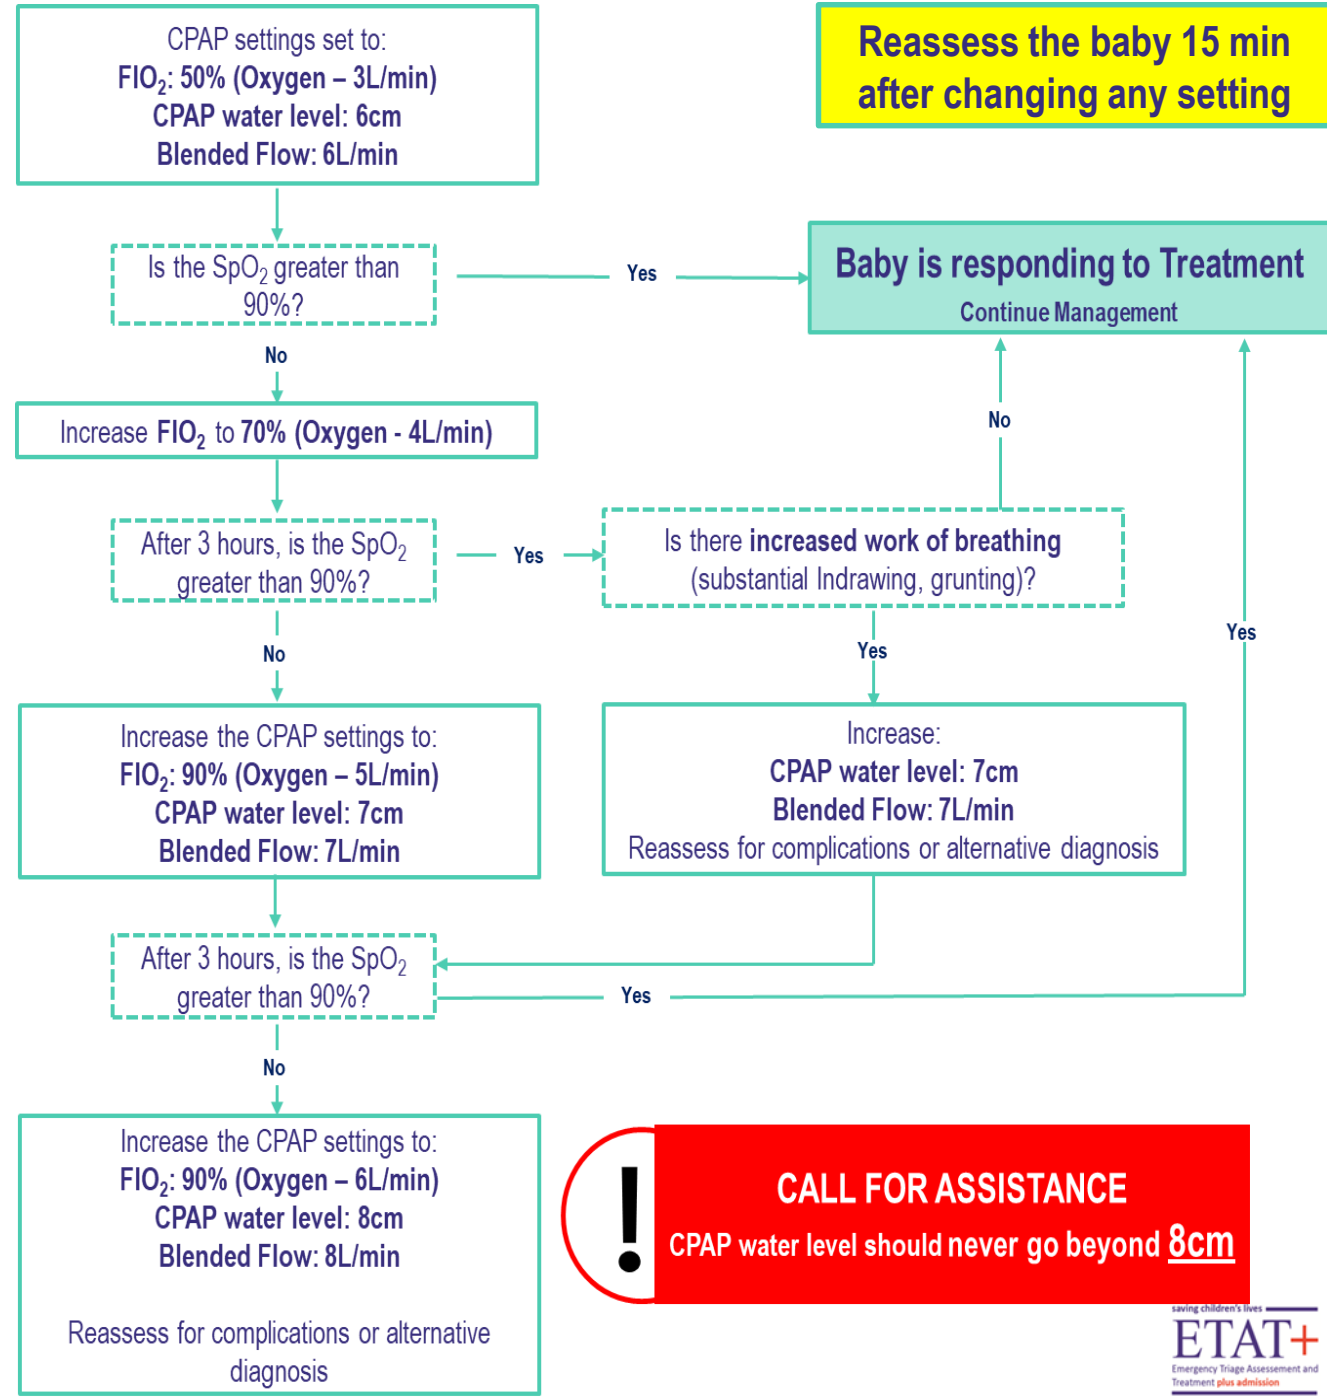 CPAP settings set to:
FIO₂: 50% (Oxygen – 3L/min)
CPAP water level: 6cm
Blended Flow: 6L/min
Reassess the baby 15 min
after changing any setting
Is the SpO₂ greater than
90%?
Yes
Baby is responding to Treatment
Continue Management
No
Increase FIO₂ to 70% (Oxygen - 4L/min)
No
After 3 hours, is the SpO₂
greater than 90%?
Yes
Is there increased work of breathing
(substantial Indrawing, grunting)?
No
Yes
Yes
Increase the CPAP settings to:
FIO₂: 90% (Oxygen – 5L/min)
CPAP water level: 7cm
Blended Flow: 7L/min
Increase:
CPAP water level: 7cm
Blended Flow: 7L/min
Reassess for complications or alternative diagnosis
After 3 hours, is the SpO₂
greater than 90%?
Yes
No
Increase the CPAP settings to:
FIO₂: 90% (Oxygen – 6L/min)
CPAP water level: 8cm
Blended Flow: 8L/min
Reassess for complications or alternative
diagnosis
!
CALL FOR ASSISTANCE
CPAP water level should never go beyond 8cm
saving children's lives
ETAT+
Emergency Triage Assessment and
Treatment plus admission